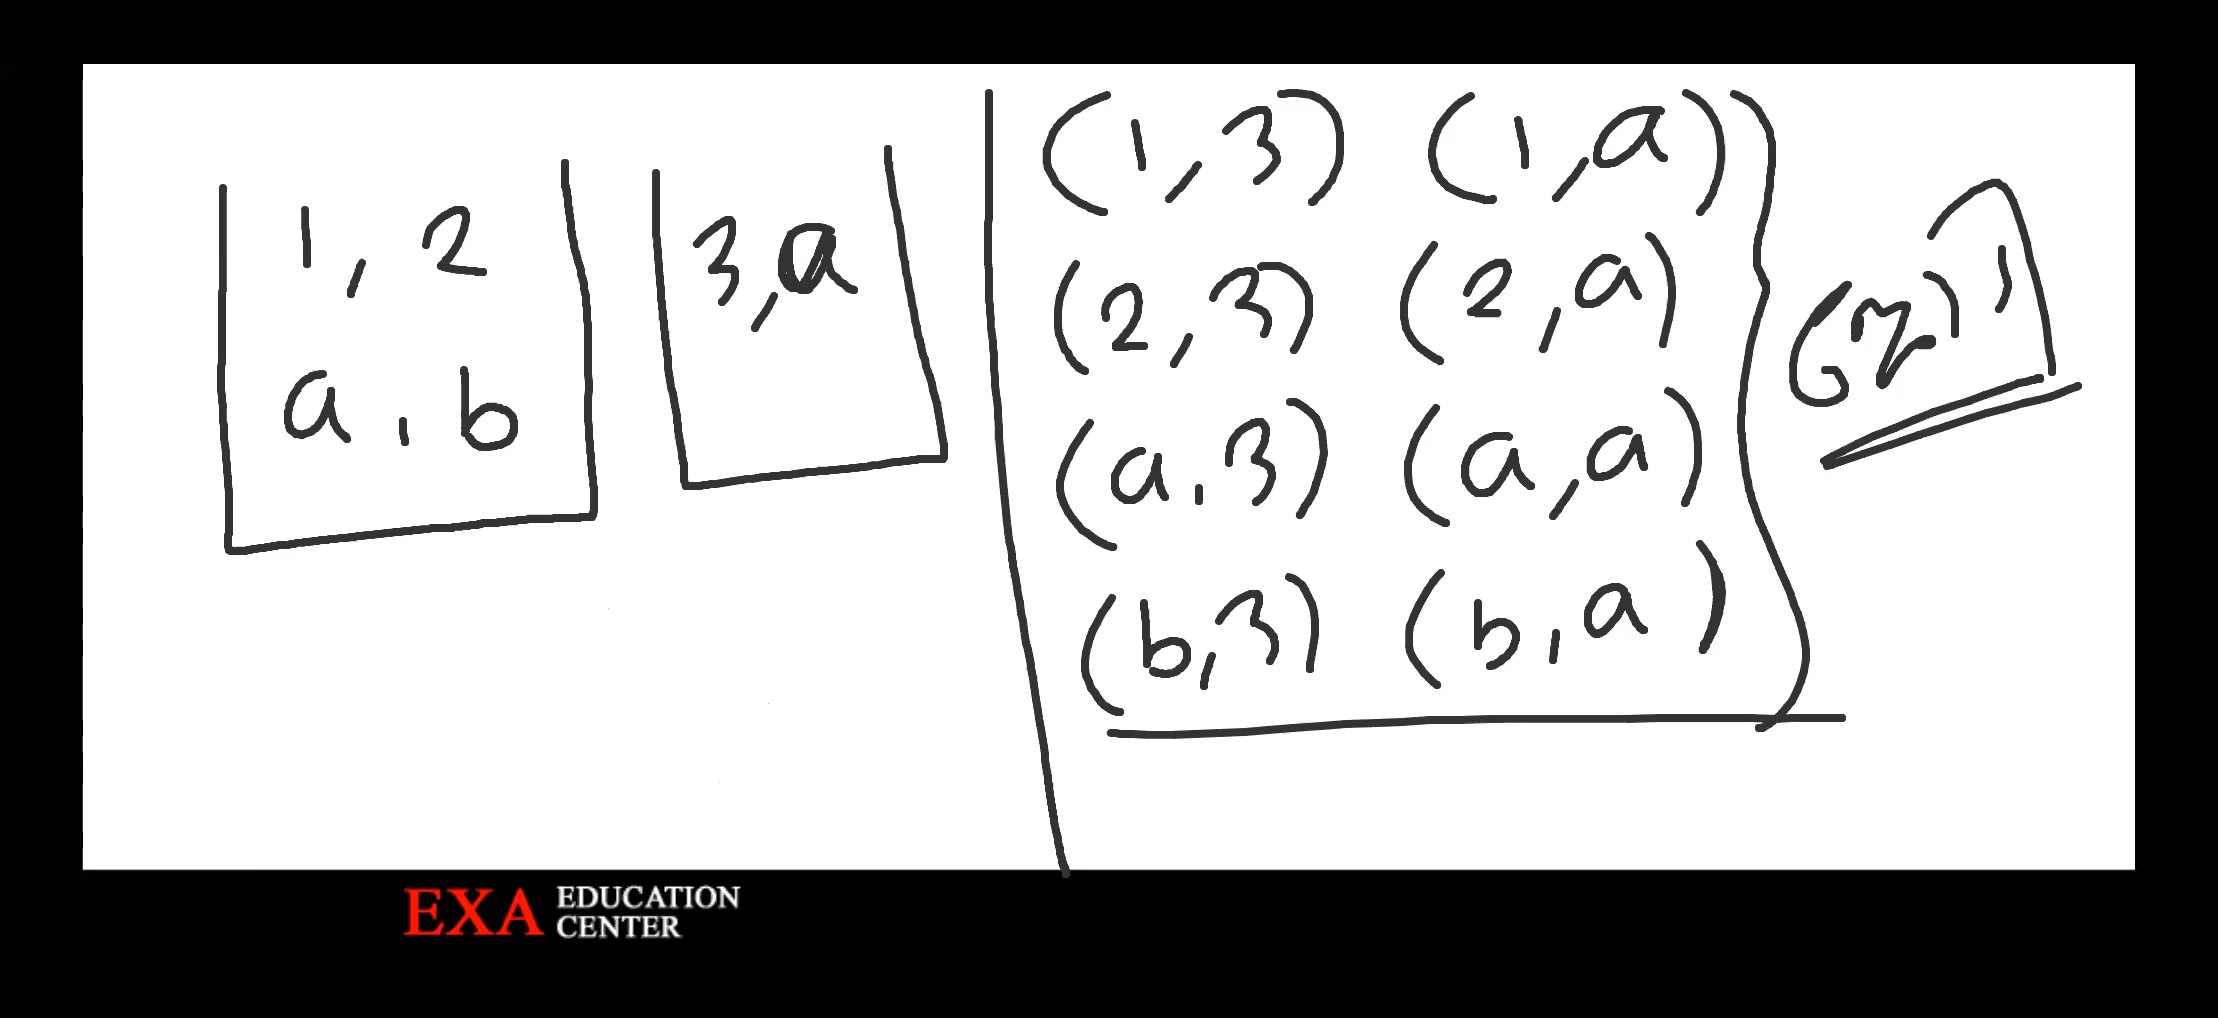 1, 2
a, b
3, a
(1, 3) (1, a)
(2, 3) (2, a)
(a, 3) (a, a)
(b, 3) (b, a)
EXA EDUCATION
CENTER